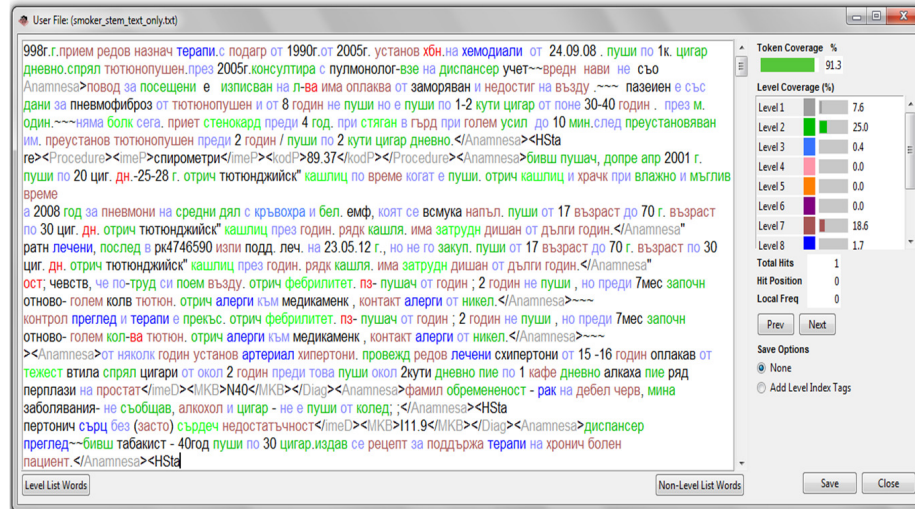 User File: (smoker_stem_text_only.txt)
998г.г.прием редов назнач терапи.с подагр от 1990г.от 2005г. установ хбн.на хемодиали от 24.09.08 . пуши по 1к. цигар
дневно.спрял тютюнопушен.през 2005г.консултира с пулмонолог-взе на диспансер учет~~вредн нави не съо
Anamnesa>повод за посещени е изписван на л-ва има оплаква от заморяван и недостиг на възду .~~~ пазеиен е със
дани за пневмофиброз от тютюнопушен и от 8 годин не пуши но е пуши по 1-2 кути цигар от поне 30-40 годин . през м.
один.~~~няма болк сега. приет стенокард преди 4 год. при стяган в гърд при голем усил до 10 мин.след преустановяван
им. преустанов тютюнопушен преди 2 годин / пуши по 2 кути цигар дневно.</Anamnesa><HSta
re><Procedure><imeP>спирометри</imeP><kodP>89.37</kodP></Procedure><Anamnesa>бивш пушач, допре апр 2001 г.
пуши по 20 циг. дн.-25-28 г. отрич тютюнджийск" кашлиц по време когат е пуши. отрич кашлиц и храчк при влажно и мъглив
време
а 2008 год за пневмони на средни дял с кръвохра и бел. емф, коят се всмука напъл. пуши от 17 възраст до 70 г. възраст
по 30 циг. дн. отрич тютюнджийск" кашлиц през годин. рядк кашля. има затрудн дишан от дълги годин.</Anamnesa"
ратн лечени, послед в рк4746590 изпи подд. леч. на 23.05.12 г., но не го закуп. пуши от 17 възраст до 70 г. възраст по 30
циг. дн. отрич тютюнджийск" кашлиц през годин. рядк кашля. има затрудн дишан от дълги годин.</Anamnesa"
ост; чевств, че по-труд си поем възду. отрич фебрилитет. пз- пушач от годин ; 2 годин не пуши , но преди 7мес започн
отново- голем колв тютюн. отрич алерги към медикаменк , контакт алерги от никел.</Anamnesa>~~~
контрол преглед и терапи е прекъс. отрич фебрилитет. пз- пушач от годин ; 2 годин не пуши , но преди 7мес започн
отново- голем кол-ва тютюн. отрич алерги към медикаменк , контакт алерги от никел.</Anamnesa>~~~
><Anamnesa>от няколк годин установ артериал хипертони. провежд редов лечени схипертони от 15 -16 годин оплакав от
тежест втила спрял цигари от окол 2 годин преди това пуши окол 2кути дневно пие по 1 кафе дневно алкаха пие ряд
перплази на простат</imeD><MKB>N40</MKB></Diag><Anamnesa>фамил обремененост - рак на дебел черв, мина
заболявания- не съобщав, алкохол и цигар - не е пуши от колед; ;</Anamnesa><HSta
пертонич сърц без (засто) сърдеч недостатъчност</imeD><MKB>I11.9</MKB></Diag><Anamnesa>диспансер
преглед~~бивш табакист - 40год пуши по 30 цигар.издав се рецепт за поддържа терапи на хронич болен
пациент.</Anamnesa><HSta
Level List Words
Non-Level List Words
Token Coverage %
91.3
Level Coverage (%)
Level 1 7.6
Level 2 25.0
Level 3 0.4
Level 4 0.0
Level 5 0.0
Level 6 0.0
Level 7 18.6
Level 8 1.7
Total Hits 1
Hit Position 0
Local Freq 0
Prev Next
Save Options
None
Add Level Index Tags
Save Close